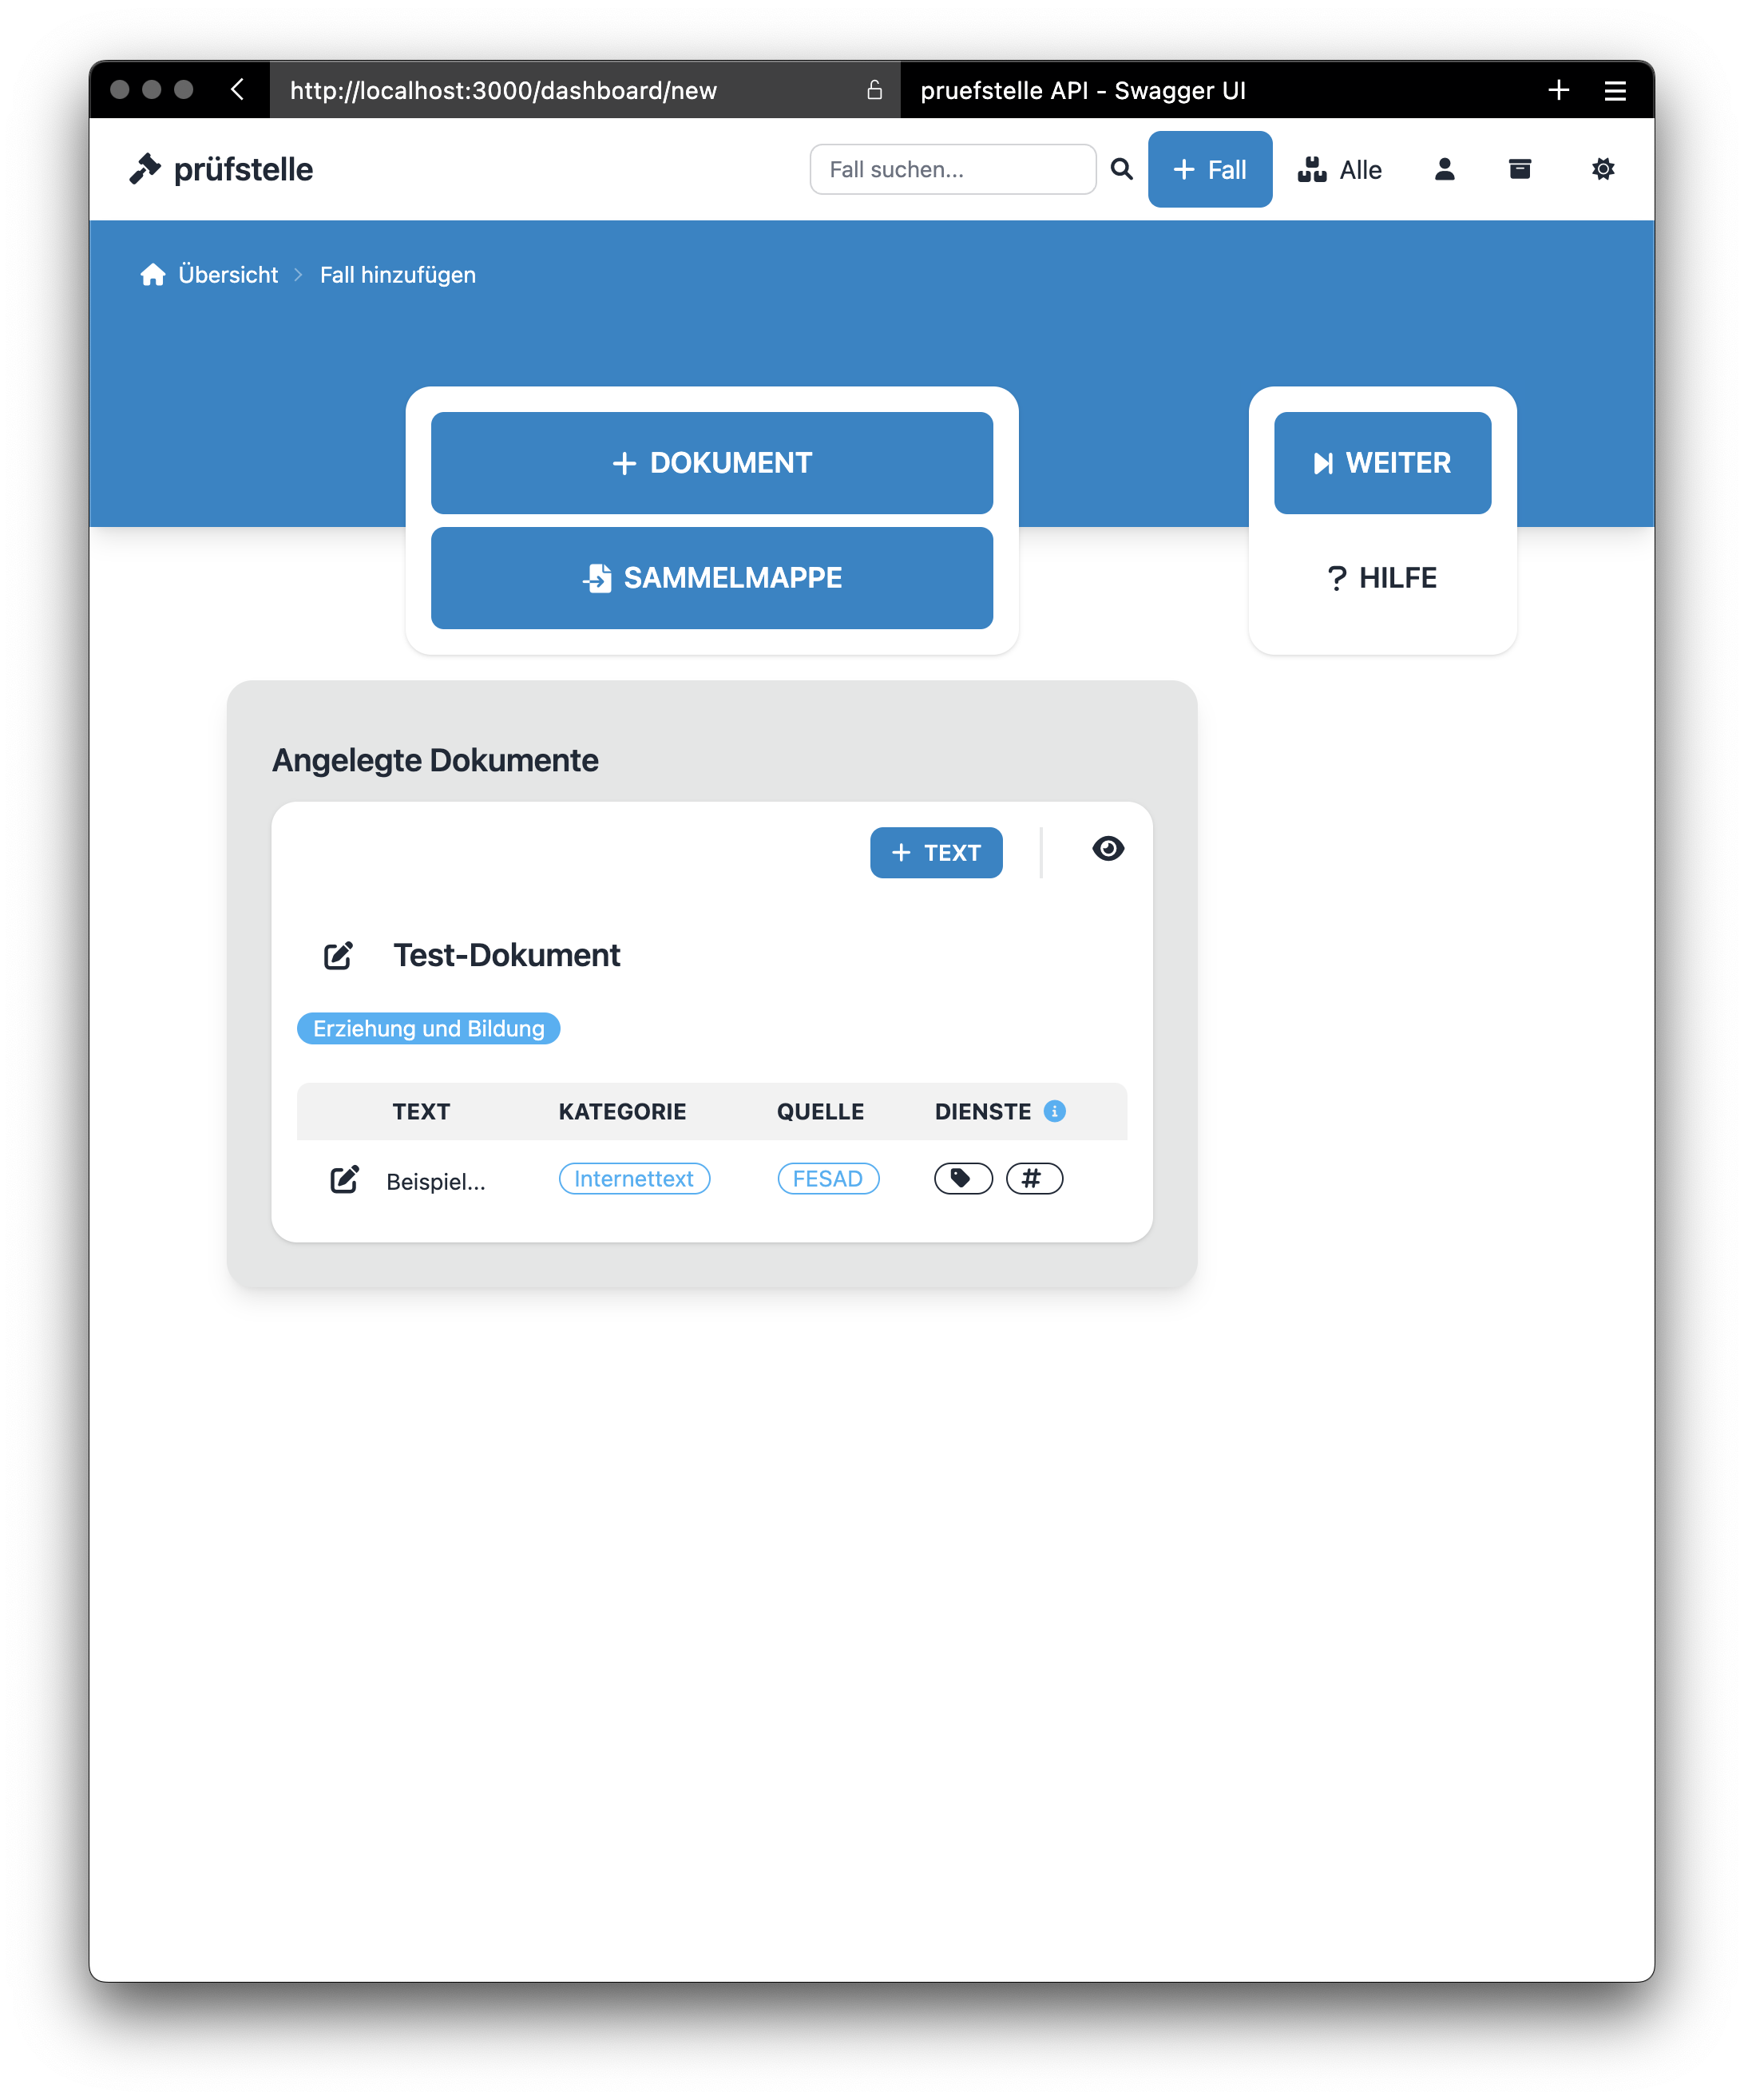 http://localhost:3000/dashboard/new
pruefstelle API - Swagger UI
prüfstelle
Fall suchen...
Fall
Alle
Übersicht
Fall hinzufügen
DOKUMENT
SAMMELMAPPE
WEITER
? HILFE
Angelegte Dokumente
+ TEXT
Test-Dokument
Erziehung und Bildung
TEXT KATEGORIE QUELLE DIENSTE
Beispiel... Internettext FESAD #